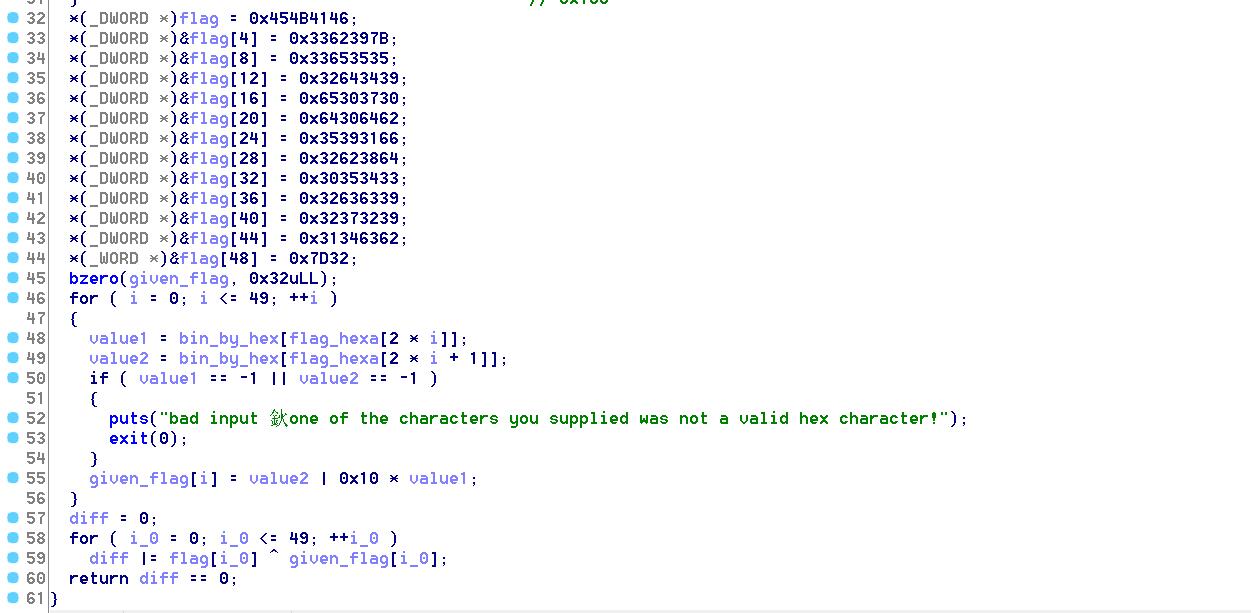 32 *(_DWORD *)flag = 0x454B4146;
33 *(_DWORD *)&flag[4] = 0x3362397B;
34 *(_DWORD *)&flag[8] = 0x33653535;
35 *(_DWORD *)&flag[12] = 0x32643439;
36 *(_DWORD *)&flag[16] = 0x65303730;
37 *(_DWORD *)&flag[20] = 0x64306462;
38 *(_DWORD *)&flag[24] = 0x35393166;
39 *(_DWORD *)&flag[28] = 0x32623864;
40 *(_DWORD *)&flag[32] = 0x30353433;
41 *(_DWORD *)&flag[36] = 0x32636339;
42 *(_DWORD *)&flag[40] = 0x32373239;
43 *(_DWORD *)&flag[44] = 0x31346362;
44 *(_WORD *)&flag[48] = 0x7D32;
45 bzero(given_flag, 0x32uLL);
46 for ( i = 0; i <= 49; ++i )
47 {
48 value1 = bin_by_hex[flag_hexa[2 * i]];
49 value2 = bin_by_hex[flag_hexa[2 * i + 1]];
50 if ( value1 == -1 || value2 == -1 )
51 {
52 puts("bad input 鈥one of the characters you supplied was not a valid hex character!");
53 exit(0);
54 }
55 given_flag[i] = value2 | 0x10 * value1;
56 }
57 diff = 0;
58 for ( i_0 = 0; i_0 <= 49; ++i_0 )
59 diff |= flag[i_0] ^ given_flag[i_0];
60 return diff == 0;
61 }